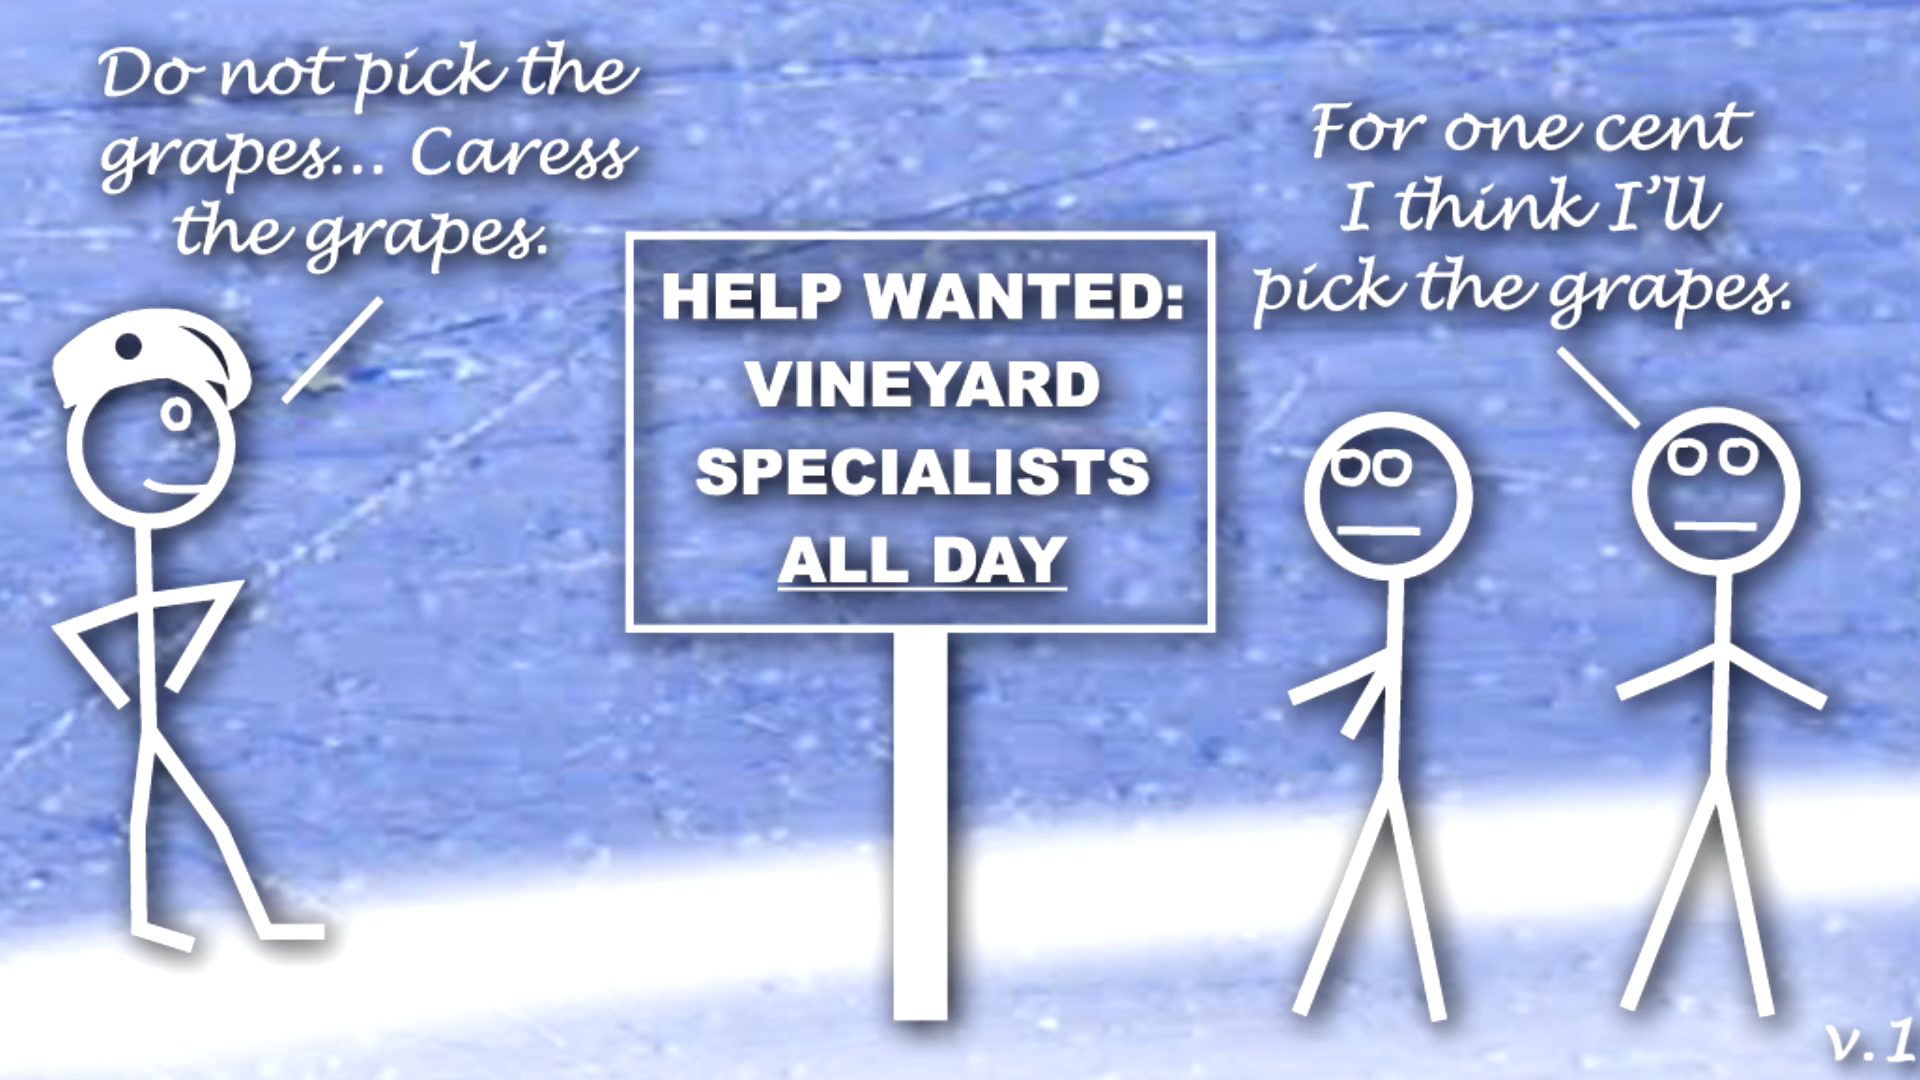 Do not pick the
grapes... Caress
the grapes.
HELP WANTED:
VINEYARD
SPECIALISTS
ALL DAY
For one cent
I think I'll
pick the grapes.
v.1